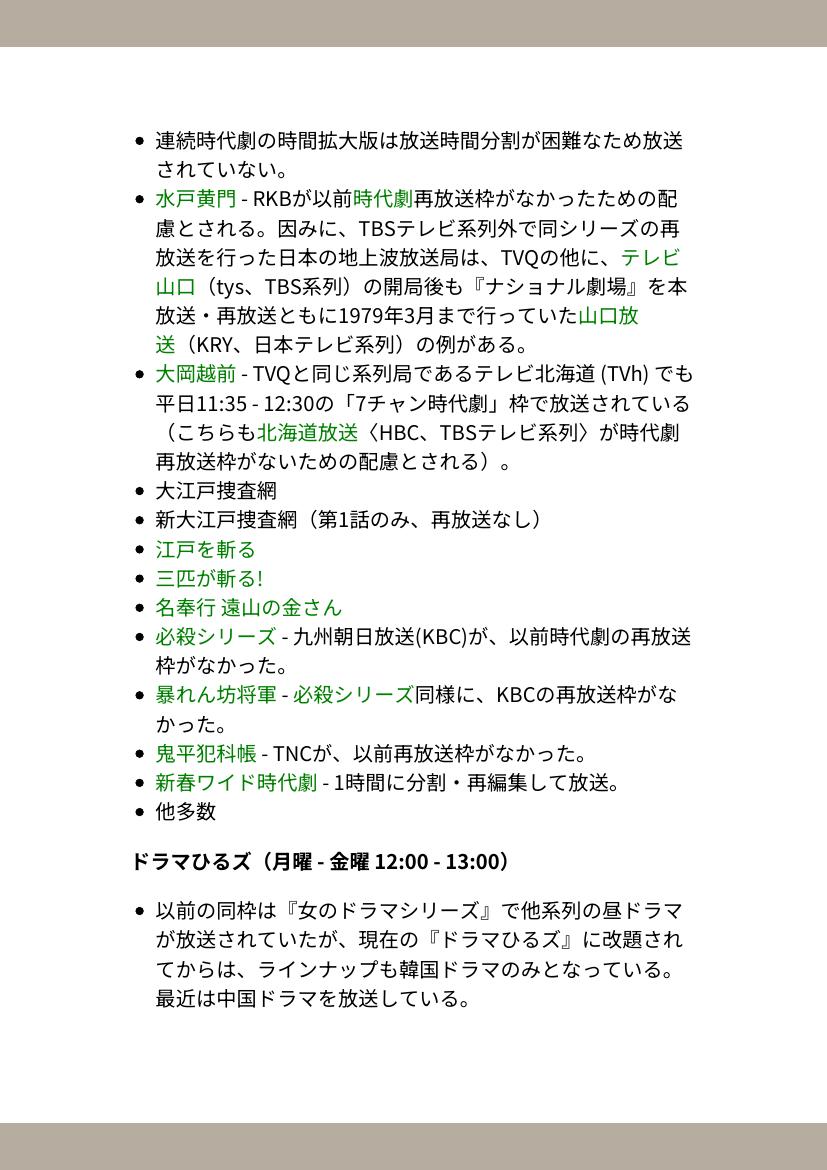 連続時代劇の時間拡大版は放送時間分割が困難なため放送
されていない。
水戸黄門 - RKBが以前時代劇再放送枠がなかったための配
慮とされる。因みに、TBSテレビ系列外で同シリーズの再
放送を行った日本の地上波放送局は、TVQの他に、テレビ
山口（tys、TBS系列）の開局後も『ナショナル劇場』を本
放送・再放送ともに1979年3月まで行っていた山口放
送（KRY、日本テレビ系列）の例がある。
大岡越前 - TVQと同じ系列局であるテレビ北海道 (TVh) でも
平日11:35 - 12:30の「7チャン時代劇」枠で放送されている
（こちらも北海道放送〈HBC、TBSテレビ系列〉が時代劇
再放送枠がないための配慮とされる）。
大江戸捜査網
新大江戸捜査網（第1話のみ、再放送なし）
江戸を斬る
三匹が斬る!
名奉行 遠山の金さん
必殺シリーズ - 九州朝日放送(KBC)が、以前時代劇の再放送
枠がなかった。
暴れん坊将軍 - 必殺シリーズ同様に、KBCの再放送枠がな
かった。
鬼平犯科帳 - TNCが、以前再放送枠がなかった。
新春ワイド時代劇 - 1時間に分割・再編集して放送。
他多数
ドラマひるズ（月曜 - 金曜 12:00 - 13:00）
以前の同枠は『女のドラマシリーズ』で他系列の昼ドラマ
が放送されていたが、現在の『ドラマひるズ』に改題され
てからは、ラインナップも韓国ドラマのみとなっている。
最近は中国ドラマを放送している。